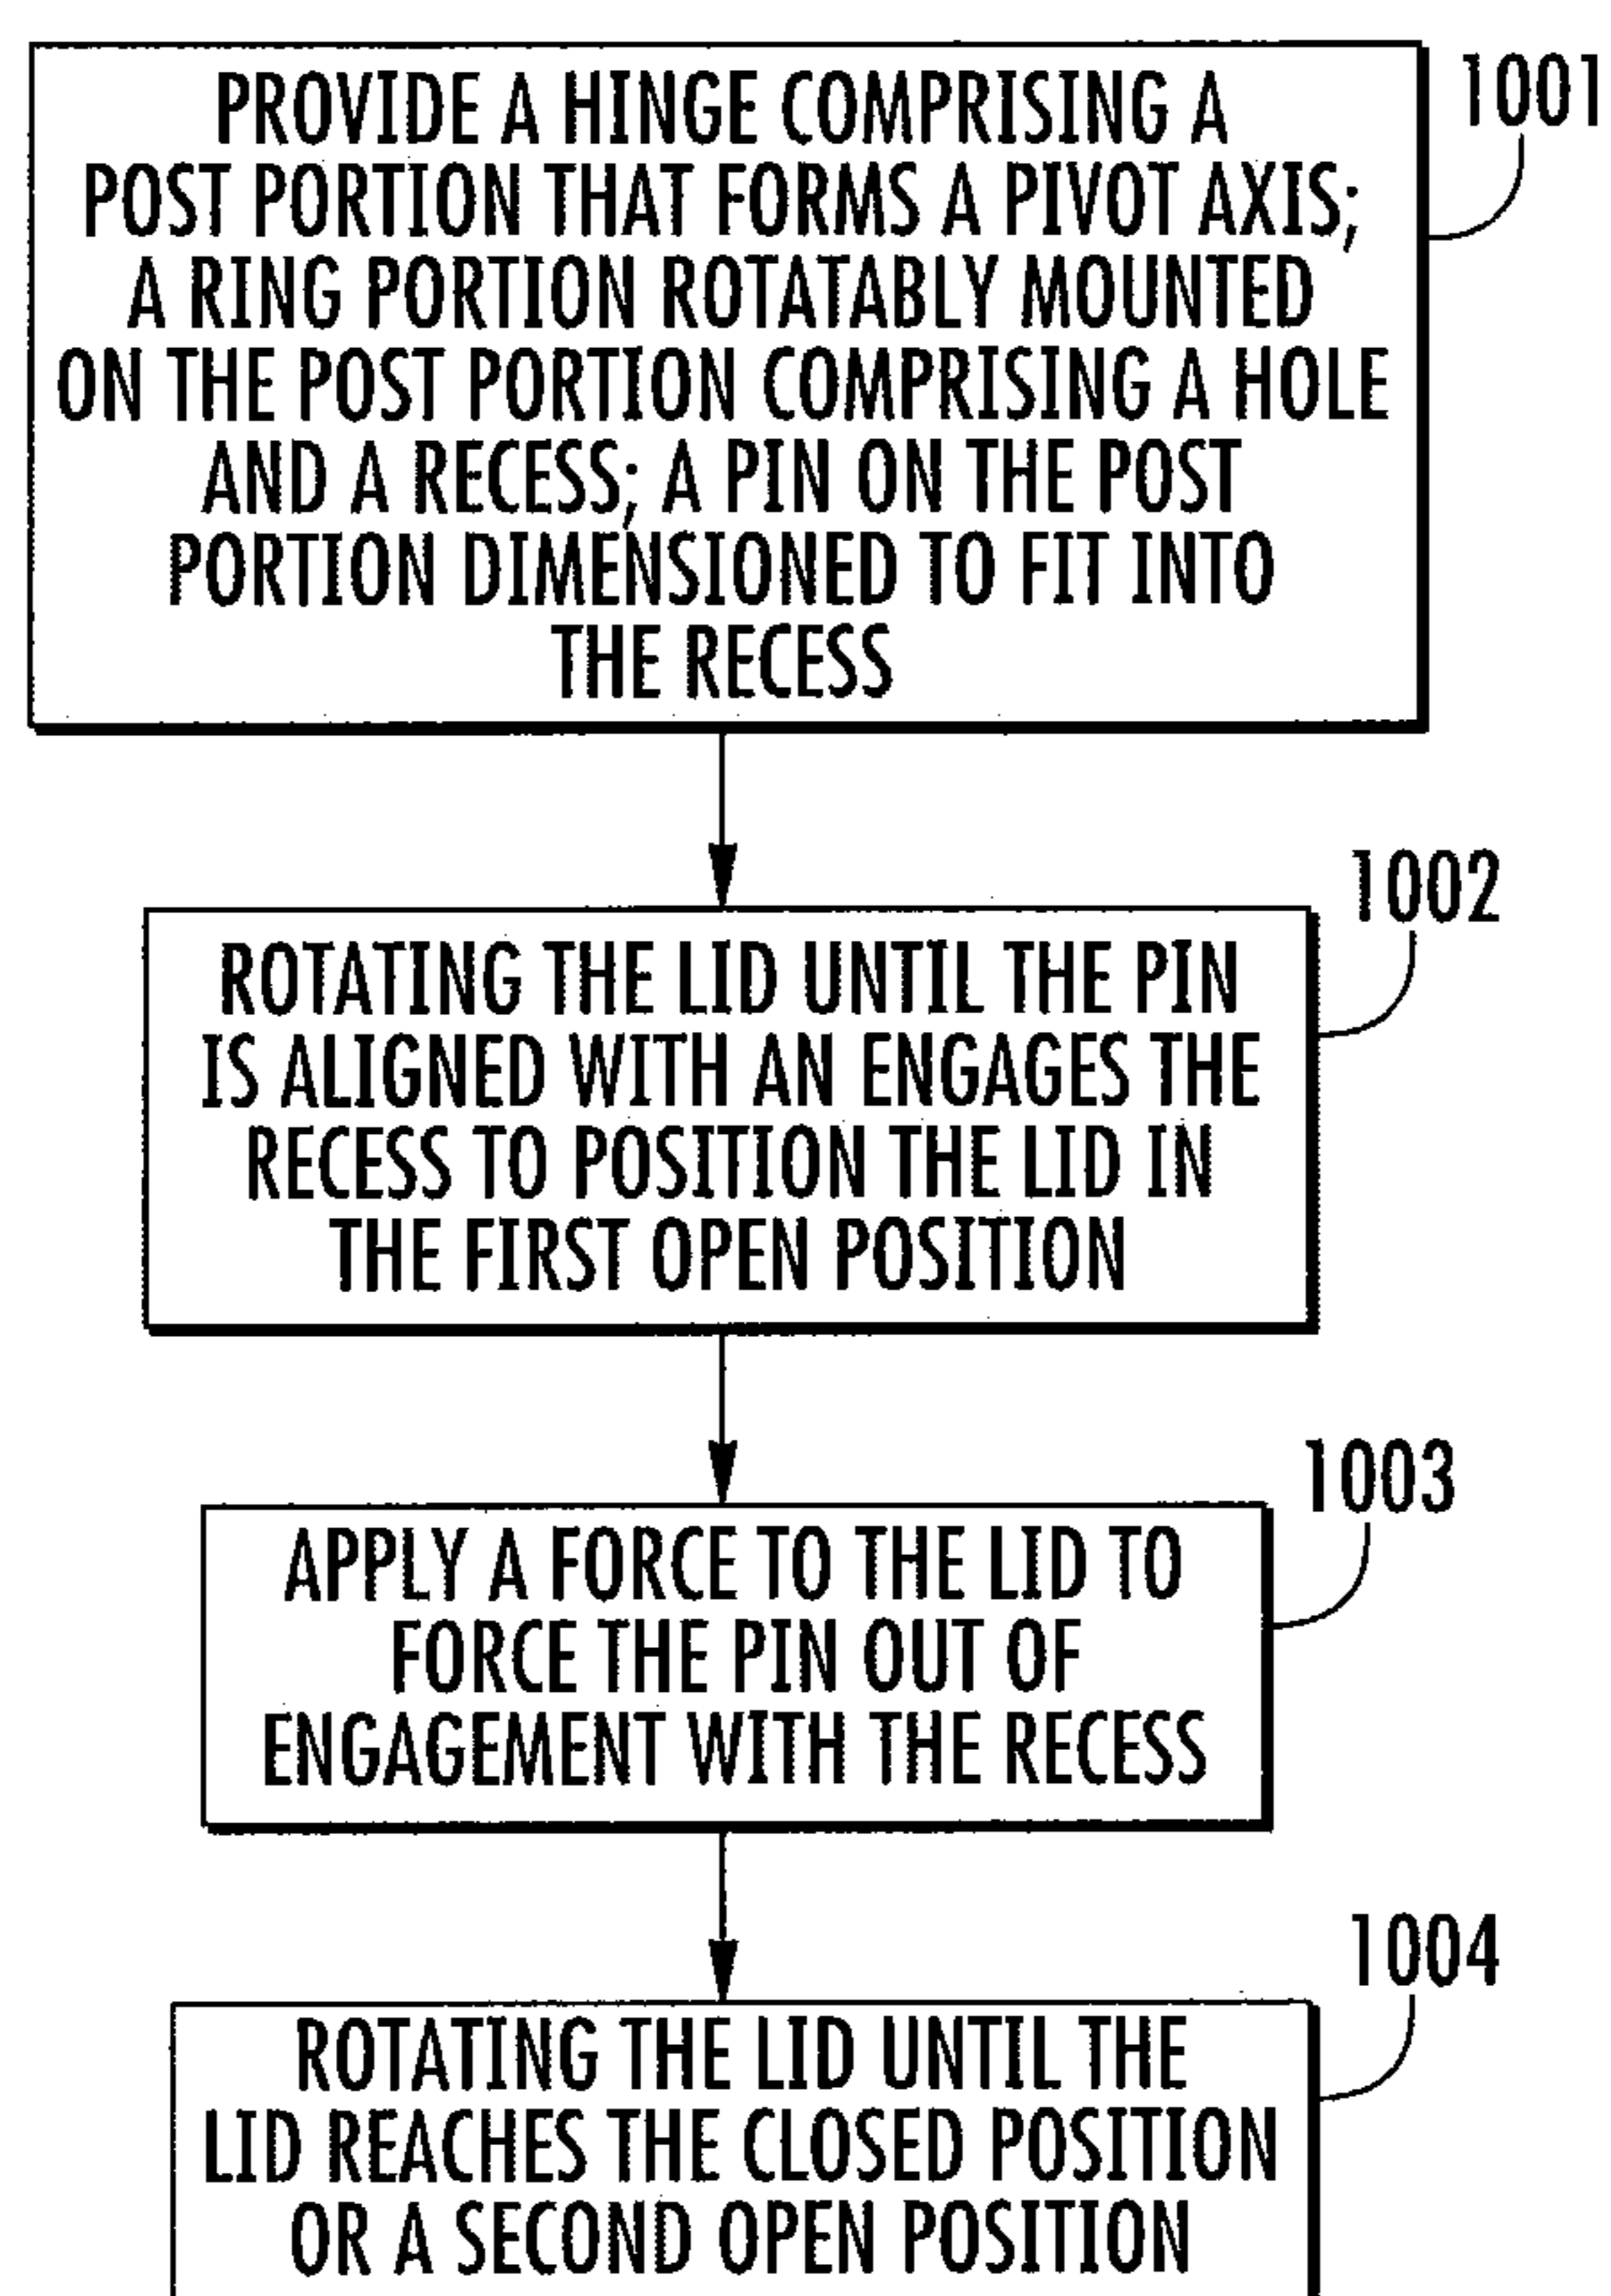 PROVIDE A HINGE COMPRISING A
POST PORTION THAT FORMS A PIVOT AXIS;
A RING PORTION ROTATABLY MOUNTED
ON THE POST PORTION COMPRISING A HOLE
AND A RECESS; A PIN ON THE POST
PORTION DIMENSIONED TO FIT INTO
THE RECESS
1001
ROTATING THE LID UNTIL THE PIN
IS ALIGNED WITH AN ENGAGES THE
RECESS TO POSITION THE LID IN
THE FIRST OPEN POSITION
1002
APPLY A FORCE TO THE LID TO
FORCE THE PIN OUT OF
ENGAGEMENT WITH THE RECESS
1003
ROTATING THE LID UNTIL THE
LID REACHES THE CLOSED POSITION
OR A SECOND OPEN POSITION
1004